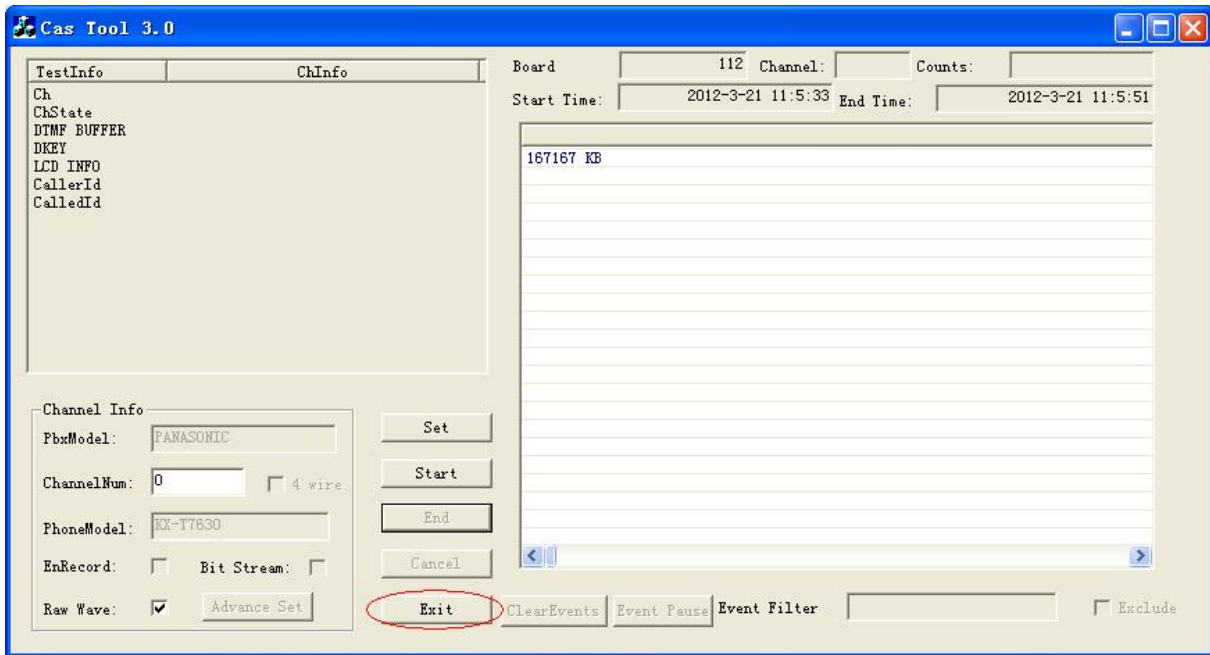 Cas Tool 3.0
TestInfo ChInfo
Ch
ChState
DTMF BUFFER
DKEY
LCD INFO
CallerId
CalledId
Board 112 Channel: Counts:
Start Time: 2012-3-21 11:5:33 End Time: 2012-3-21 11:5:51
167167 KB
Channel Info
PbxModel: PANASONIC
ChannelNum: 0 4 wire
PhoneModel: KX-T7630
EnRecord: Bit Stream:
Raw Wave: Advance Set
Set
Start
End
Cancel
Exit
ClearEvents Event Pause Event Filter Exclude